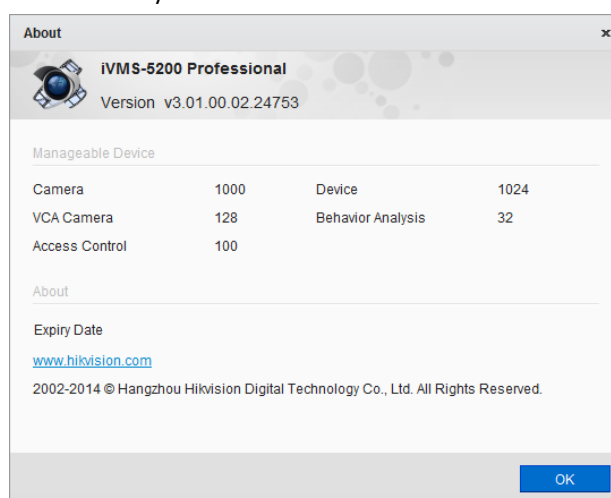 About x
iVMS-5200 Professional
Version v3.01.00.02.24753
Manageable Device
Camera 1000 Device 1024
VCA Camera 128 Behavior Analysis 32
Access Control 100
About
Expiry Date
www.hikvision.com
2002-2014 © Hangzhou Hikvision Digital Technology Co., Ltd. All Rights Reserved.
OK